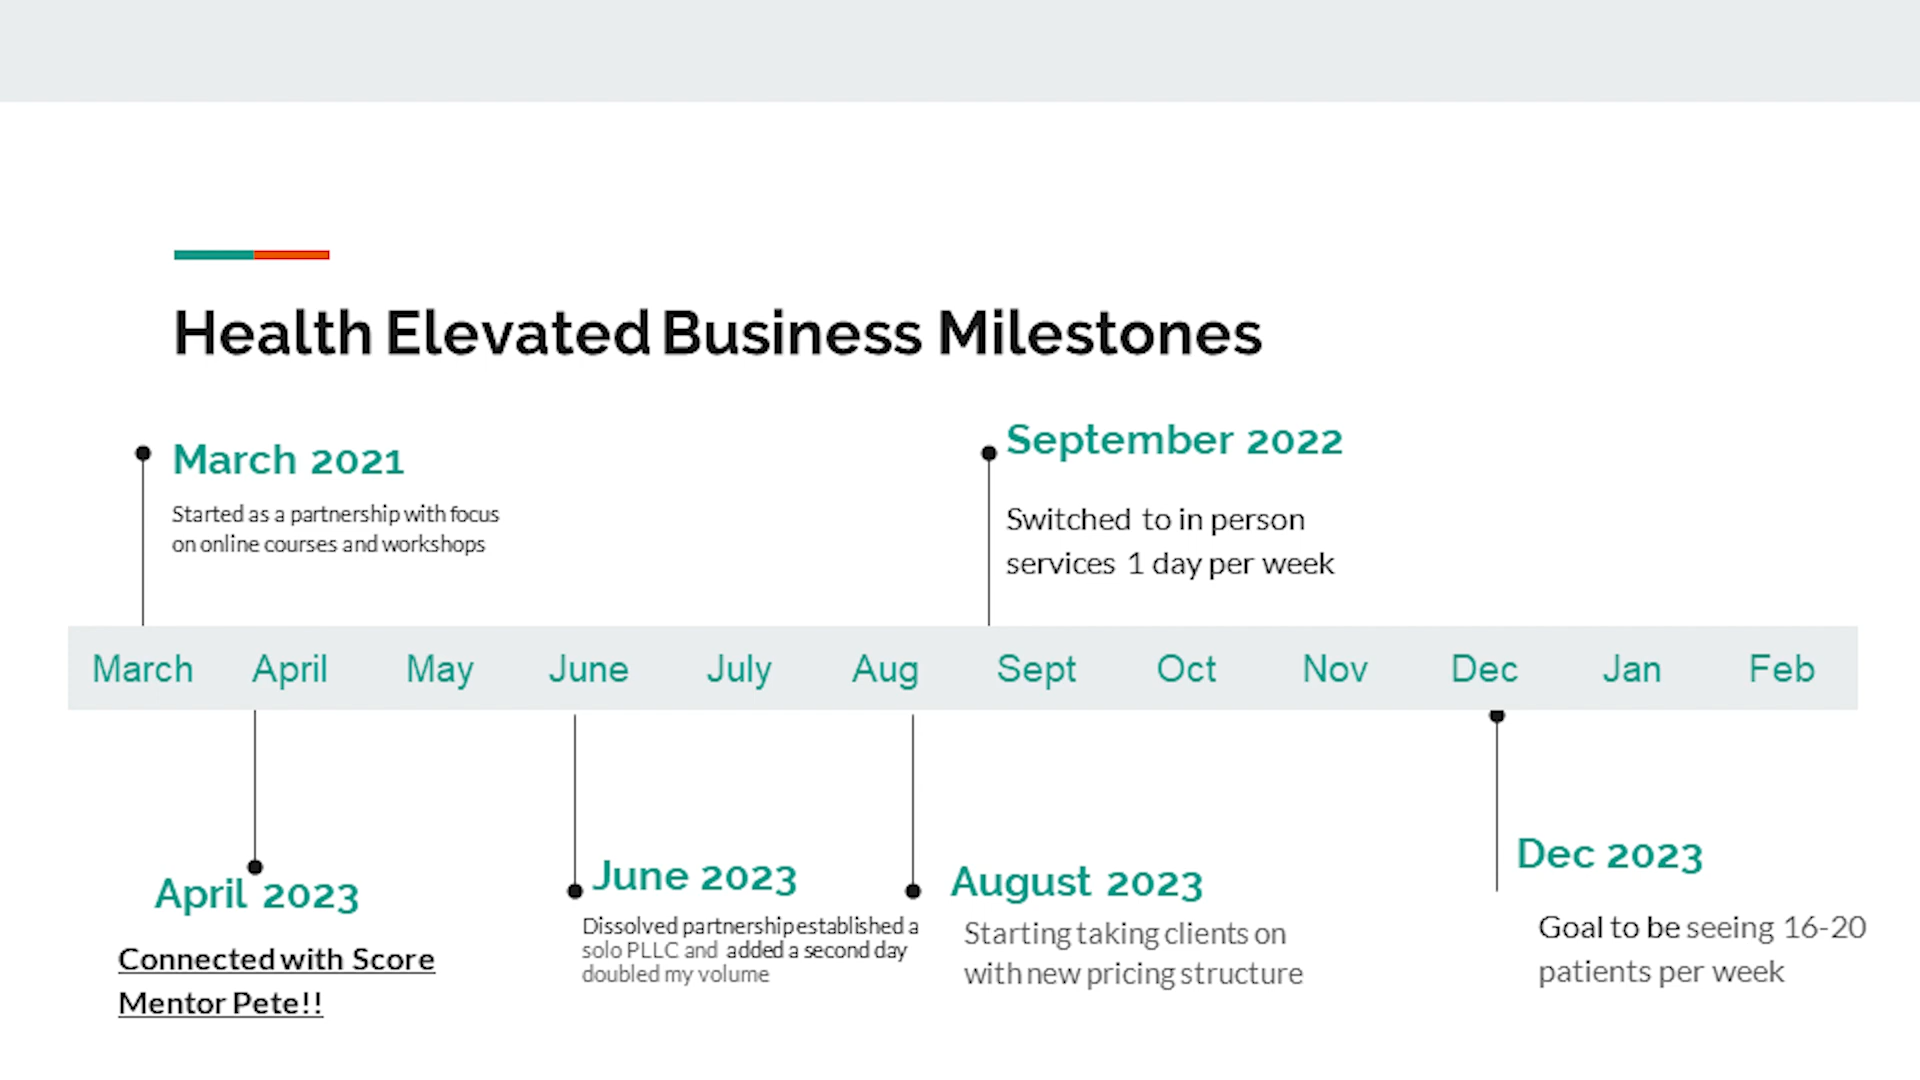 Health Elevated Business Milestones
March 2021
Started as a partnership with focus
on online courses and workshops
September 2022
Switched to in person
services 1 day per week
March April May June July Aug Sept Oct Nov Dec Jan Feb
April 2023
Connected with Score
Mentor Pete!!
June 2023
Dissolved partnership established a
solo PLLC and added a second day
doubled my volume
August 2023
Starting taking clients on
with new pricing structure
Dec 2023
Goal to be seeing 16-20
patients per week